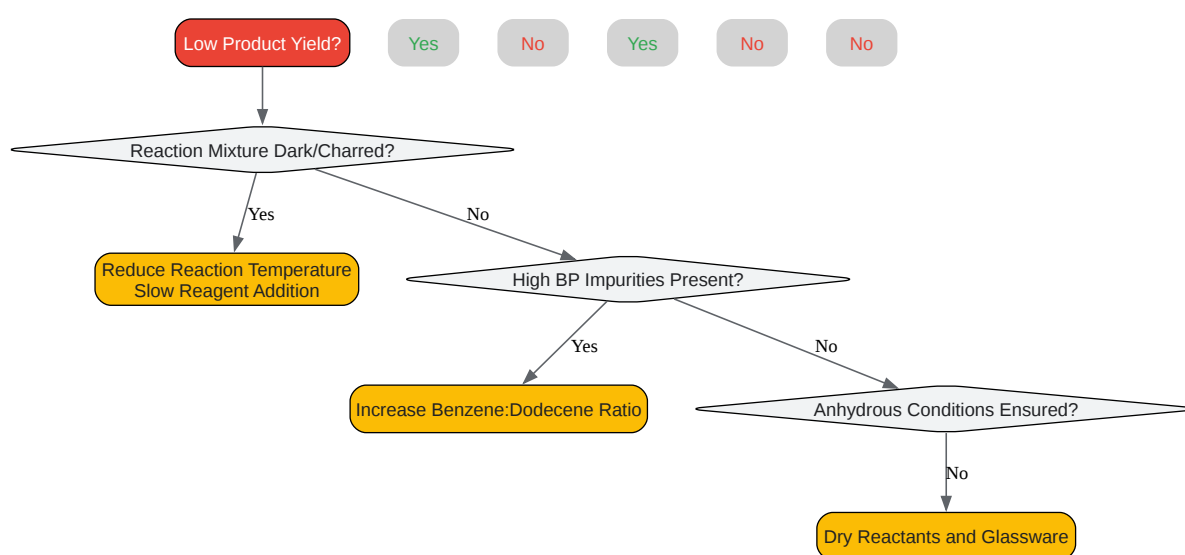 Low Product Yield?
Yes
No
Yes
No
No
Reaction Mixture Dark/Charred?
Yes
No
Reduce Reaction Temperature
Slow Reagent Addition
High BP Impurities Present?
Yes
No
Increase Benzene:Dodecene Ratio
Anhydrous Conditions Ensured?
No
Dry Reactants and Glassware